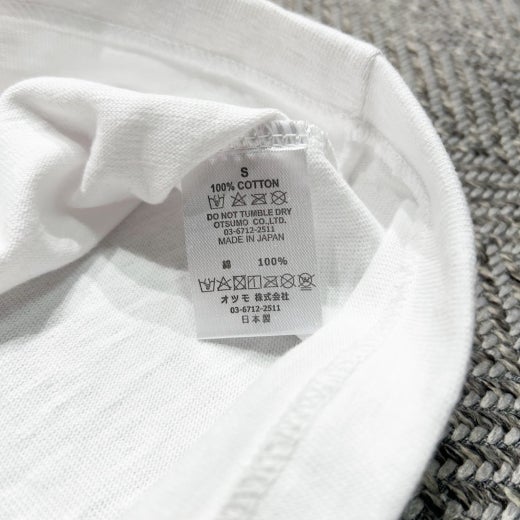 S
100% COTTON
DO NOT TUMBLE DRY
OTSUMO CO.,LTD.
03-6712-2511
MADE IN JAPAN
綿 100%
オツモ 株式会社
03-6712-2511
日本製